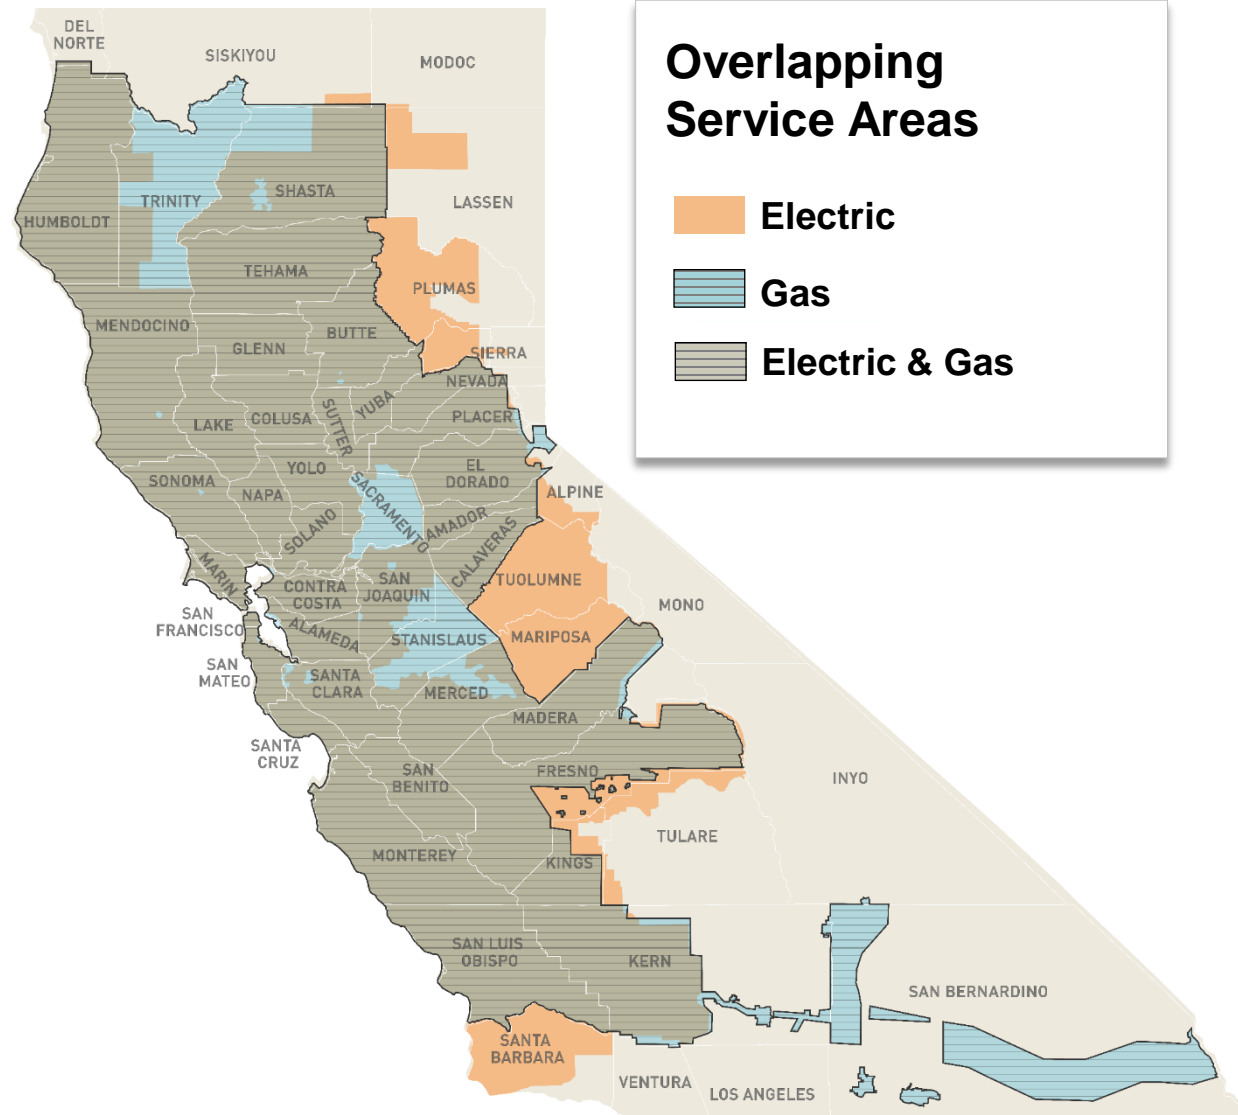 Overlapping
Service Areas
Electric
Gas
Electric & Gas
DEL
NORTE
SISKIYOU
MODOC
HUMBOLDT
TRINITY
SHASTA
LASSEN
TEHAMA
PLUMAS
MENDOCINO
GLENN
BUTTE
SIERRA
NEVADA
LAKE
COLUSA
SUTTER
YUBA
PLACER
SONOMA
NAPA
YOLO
SACRAMENTO
EL
DORADO
ALPINE
MARIN
SOLANO
AMADOR
CALAVERAS
CONTRA
COSTA
SAN
JOAQUIN
TUOLUMNE
MONO
SAN
FRANCISCO
ALAMEDA
STANISLAUS
MARIPOSA
SAN
MATEO
SANTA
CLARA
MERCED
MADERA
SANTA
CRUZ
SAN
BENITO
FRESNO
INYO
MONTEREY
KINGS
TULARE
SAN LUIS
OBISPO
KERN
SAN BERNARDINO
SANTA
BARBARA
VENTURA
LOS ANGELES